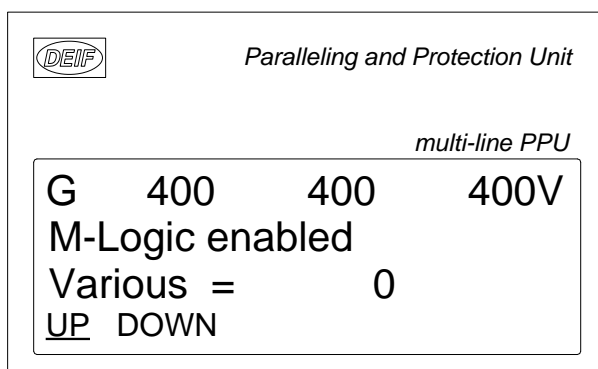 DEIF Paralleling and Protection Unit
multi-line PPU
G 400 400 400V
M-Logic enabled
Various = 0
UP DOWN